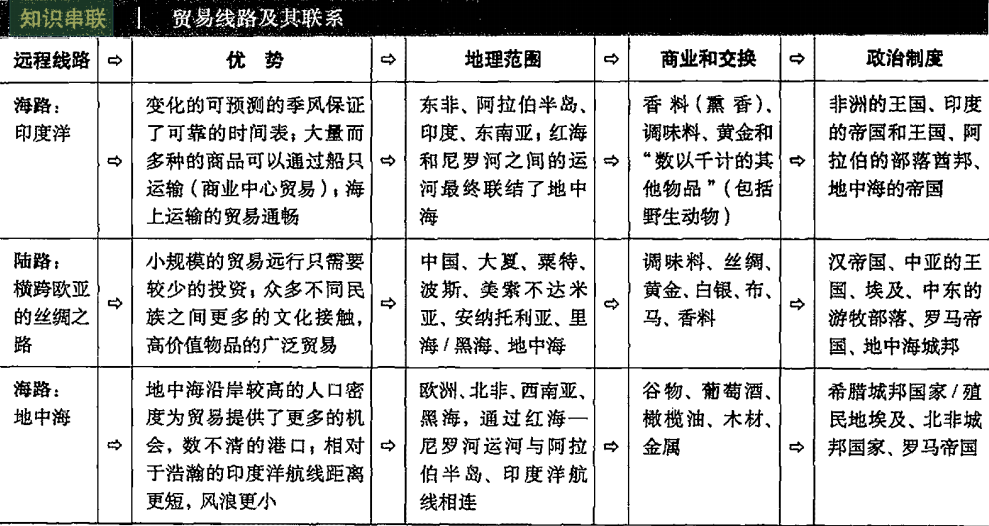 知识串联 | 贸易线路及其联系
远程线路 ⇨ 优 势 ⇨ 地理范围 ⇨ 商业和交换 ⇨ 政治制度
海路：
印度洋
⇨
变化的可预测的季风保证
了可靠的时间表；大量而
多种的商品可以通过船只
运输（商业中心贸易）；海
上运输的贸易通畅
⇨
东非、阿拉伯半岛、
印度、东南亚；红海
和尼罗河之间的运
河最终联结了地中
海
⇨
香料（熏香）、
调味料、黄金和
“数以千计的其
他物品”（包括
野生动物）
⇨
非洲的王国、印度
的帝国和王国、阿
拉伯的部落酋邦、
地中海的帝国
陆路：
横跨欧亚
的丝绸之
路
⇨
小规模的贸易远行只需要
较少的投资；众多不同民
族之间更多的文化接触，
高价值物品的广泛贸易
⇨
中国、大夏、粟特、
波斯、美索不达米
亚、安纳托利亚、里
海/黑海、地中海
⇨
调味料、丝绸、
黄金、白银、布、
马、香料
⇨
汉帝国、中亚的王
国、埃及、中东的
游牧部落、罗马帝
国、地中海城邦
海路：
地中海
⇨
地中海沿岸较高的人口密
度为贸易提供了更多的机
会，数不清的港口；相对
于浩瀚的印度洋航线距离
更短，风浪更小
⇨
欧洲、北非、西南亚、
黑海，通过红海—
尼罗河运河与阿拉
伯半岛、印度洋航
线相连
⇨
谷物、葡萄酒、
橄榄油、木材、
金属
⇨
希腊城邦国家/殖
民地埃及、北非城
邦国家、罗马帝国